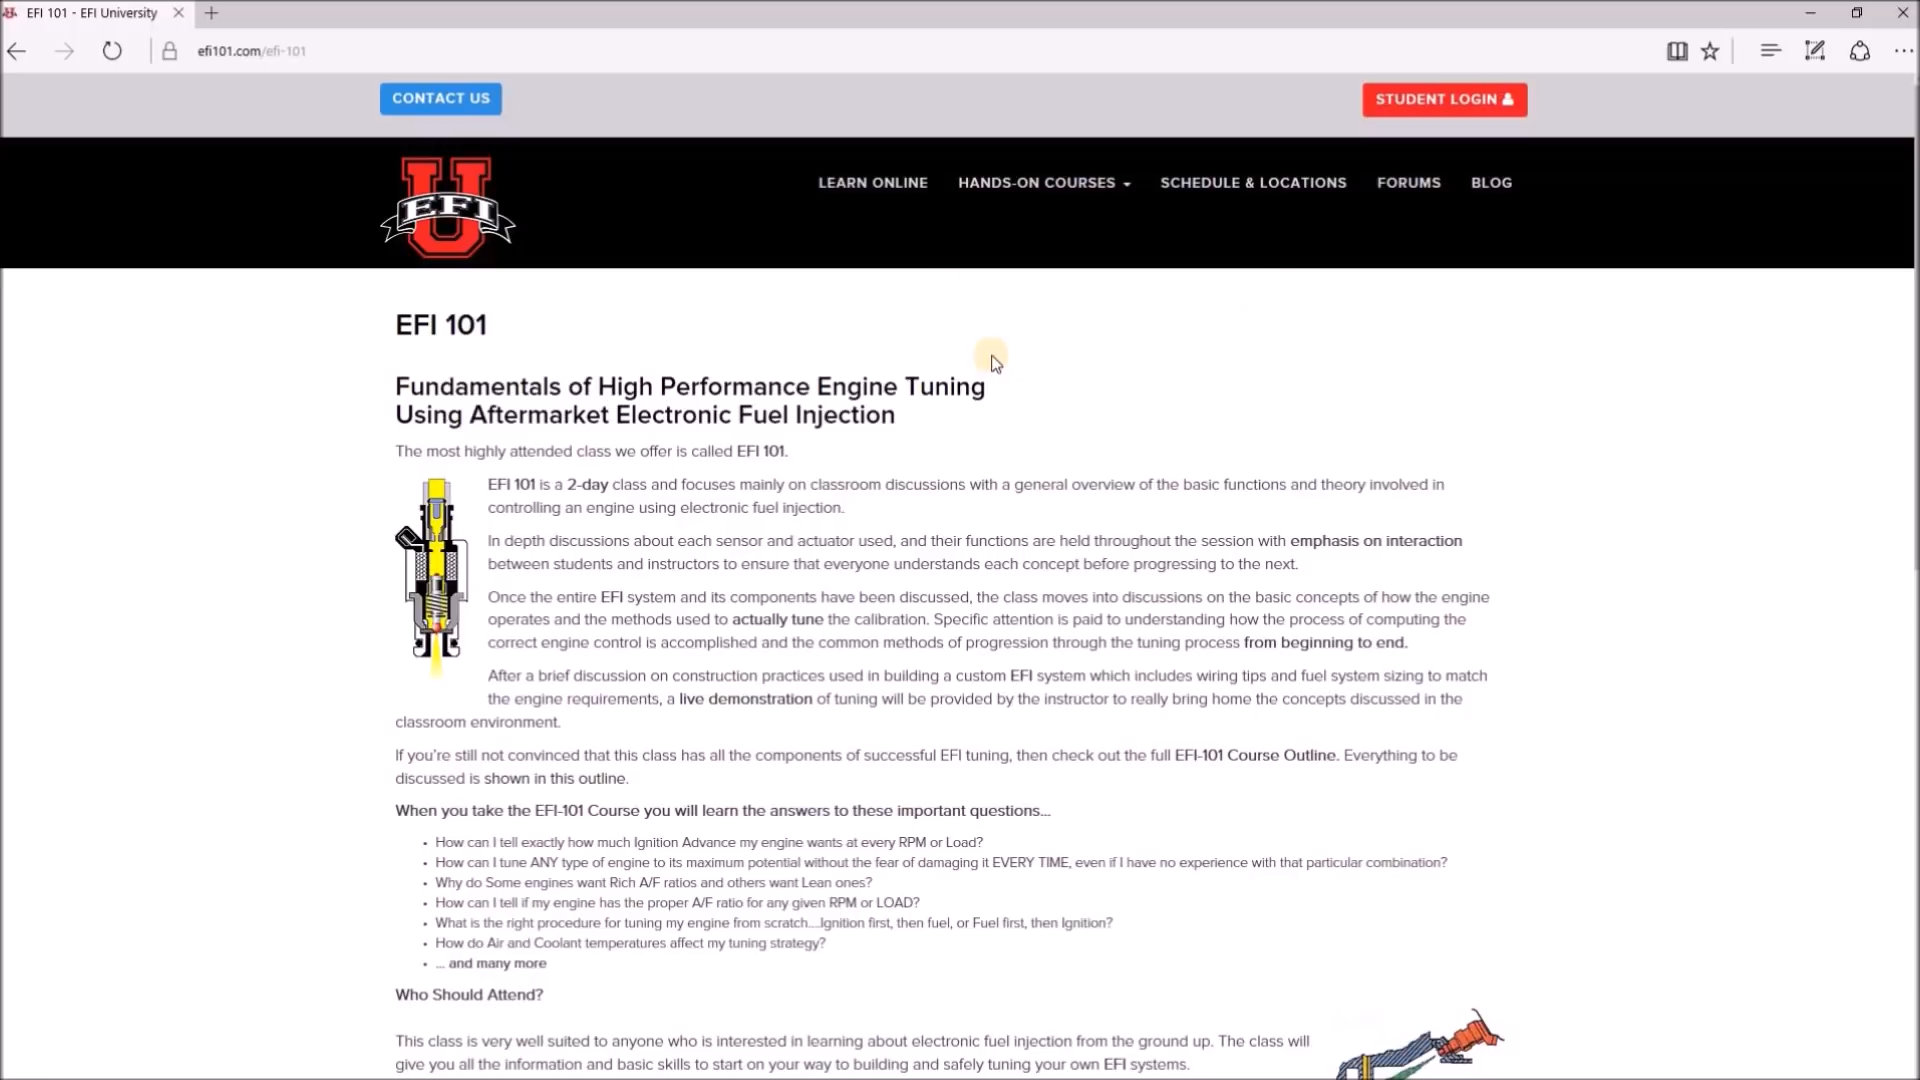 EFI 101 - EFI University
efi101.com/efi-101
CONTACT US
STUDENT LOGIN
U
EFI
LEARN ONLINE
HANDS-ON COURSES
SCHEDULE & LOCATIONS
FORUMS
BLOG
EFI 101
Fundamentals of High Performance Engine Tuning
Using Aftermarket Electronic Fuel Injection
The most highly attended class we offer is called EFI 101.
EFI 101 is a 2-day class and focuses mainly on classroom discussions with a general overview of the basic functions and theory involved in
controlling an engine using electronic fuel injection.
In depth discussions about each sensor and actuator used, and their functions are held throughout the session with emphasis on interaction
between students and instructors to ensure that everyone understands each concept before progressing to the next.
Once the entire EFI system and its components have been discussed, the class moves into discussions on the basic concepts of how the engine
operates and the methods used to actually tune the calibration. Specific attention is paid to understanding how the process of computing the
correct engine control is accomplished and the common methods of progression through the tuning process from beginning to end.
After a brief discussion on construction practices used in building a custom EFI system which includes wiring tips and fuel system sizing to match
the engine requirements, a live demonstration of tuning will be provided by the instructor to really bring home the concepts discussed in the
classroom environment.
If you're still not convinced that this class has all the components of successful EFI tuning, then check out the full EFI-101 Course Outline. Everything to be
discussed is shown in this outline.
When you take the EFI-101 Course you will learn the answers to these important questions...
• How can I tell exactly how much Ignition Advance my engine wants at every RPM or Load?
• How can I tune ANY type of engine to its maximum potential without the fear of damaging it EVERY TIME, even if I have no experience with that particular combination?
• Why do Some engines want Rich A/F ratios and others want Lean ones?
• How can I tell if my engine has the proper A/F ratio for any given RPM or LOAD?
• What is the right procedure for tuning my engine from scratch....Ignition first, then fuel, or Fuel first, then Ignition?
• How do Air and Coolant temperatures affect my tuning strategy?
• ... and many more
Who Should Attend?
This class is very well suited to anyone who is interested in learning about electronic fuel injection from the ground up. The class will
give you all the information and basic skills to start on your way to building and safely tuning your own EFI systems.